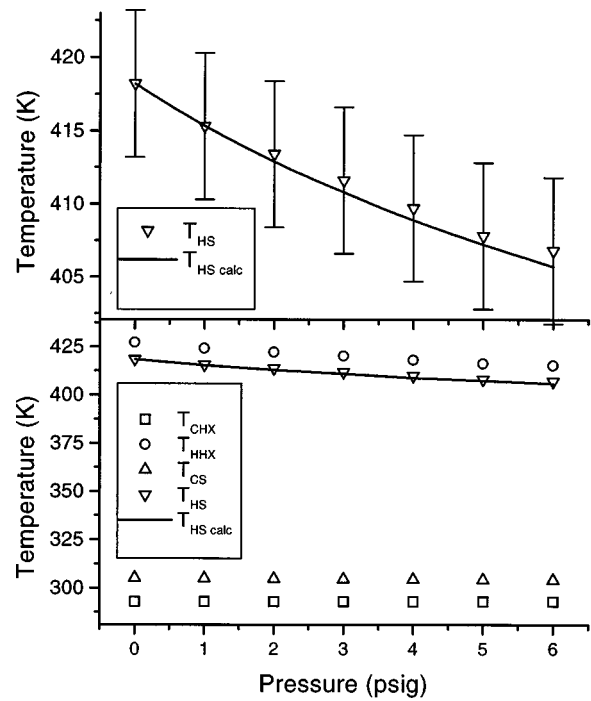 Temperature (K)
420
415
410
405
T_HS
T_HS calc
Temperature (K)
425
400
375
350
325
300
T_CHX
T_HHX
T_CS
T_HS
T_HS calc
0 1 2 3 4 5 6
Pressure (psig)